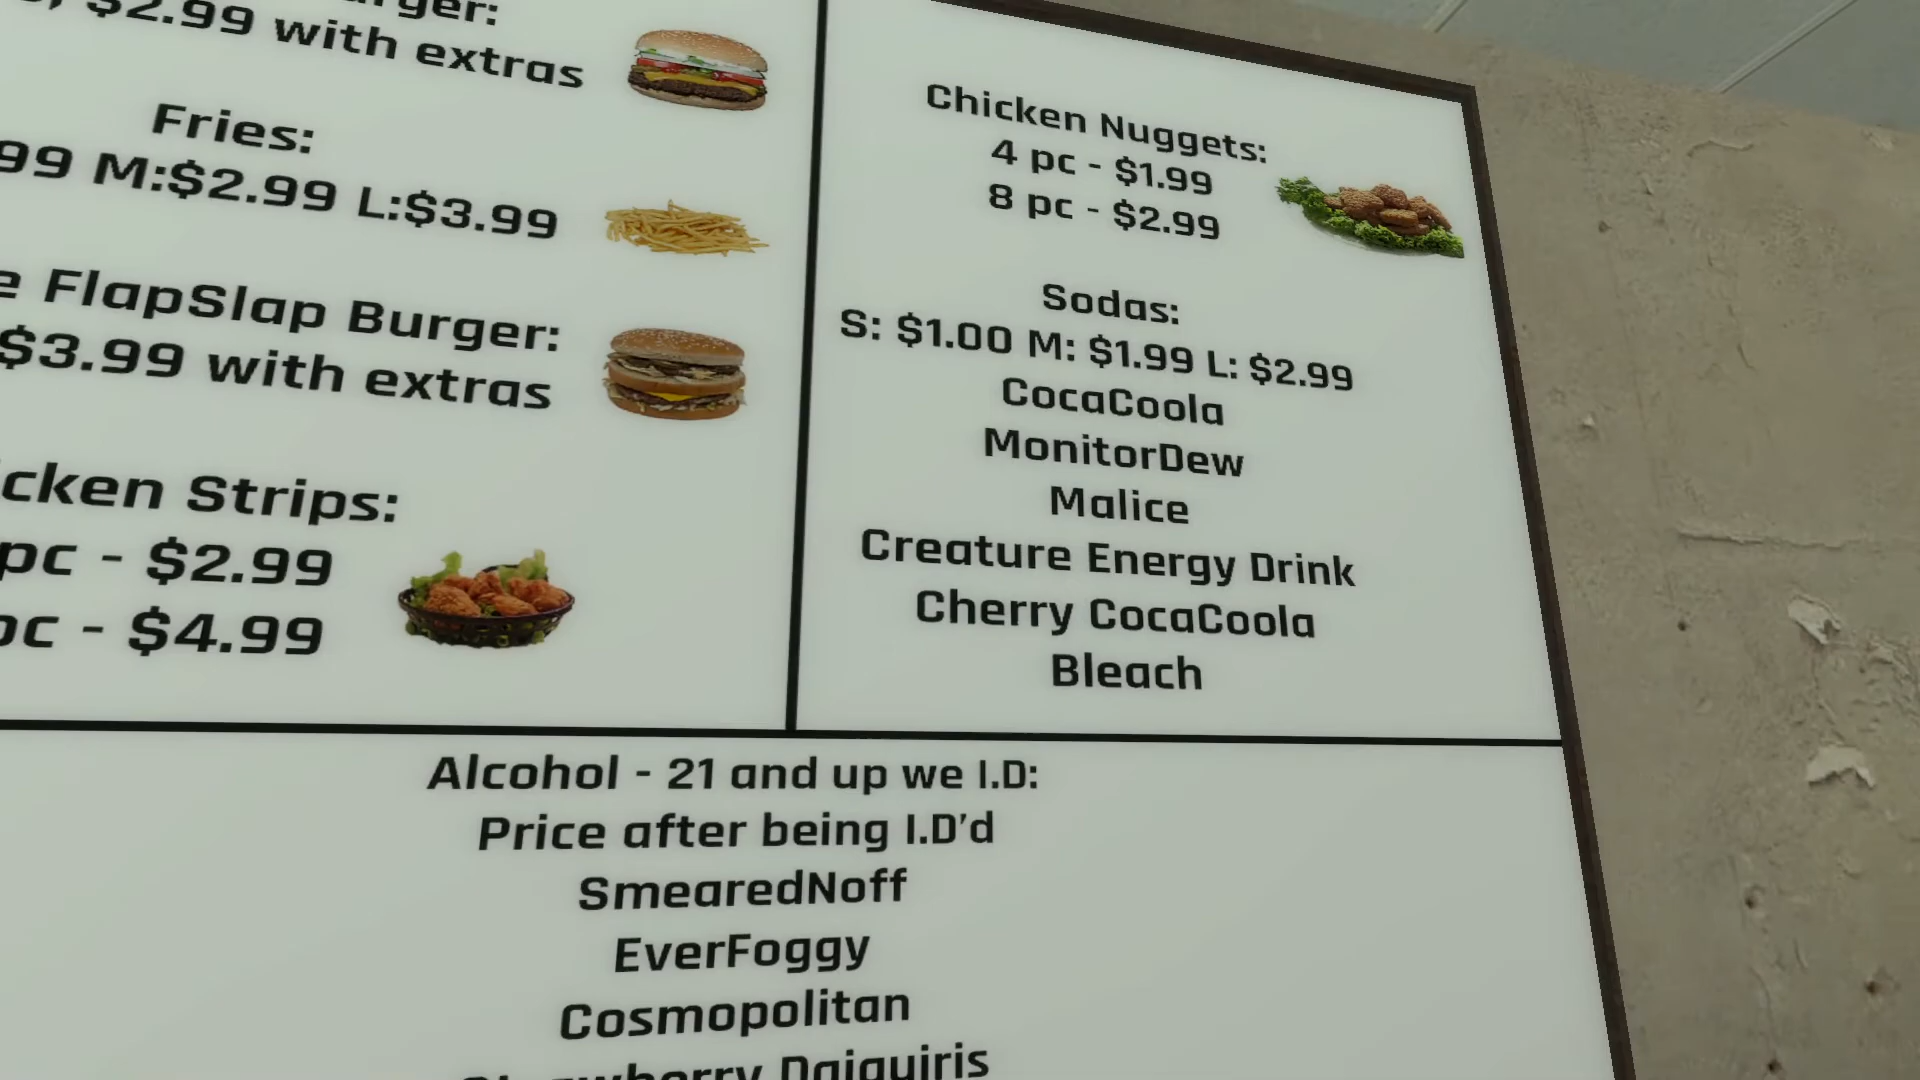 $2.99 with extras
Fries:
99 M:$2.99 L:$3.99
FlapSlap Burger:
$3.99 with extras
Strips:
pc - $2.99
pc - $4.99
Chicken Nuggets:
4 pc - $1.99
8 pc - $2.99
Sodas:
S: $1.00 M: $1.99 L: $2.99
CocaCoola
MonitorDew
Malice
Creature Energy Drink
Cherry CocaCoola
Bleach
Alcohol - 21 and up we I.D:
Price after being I.D'd
SmearedNoff
EverFoggy
Cosmopolitan
Strawberry Daiquiris